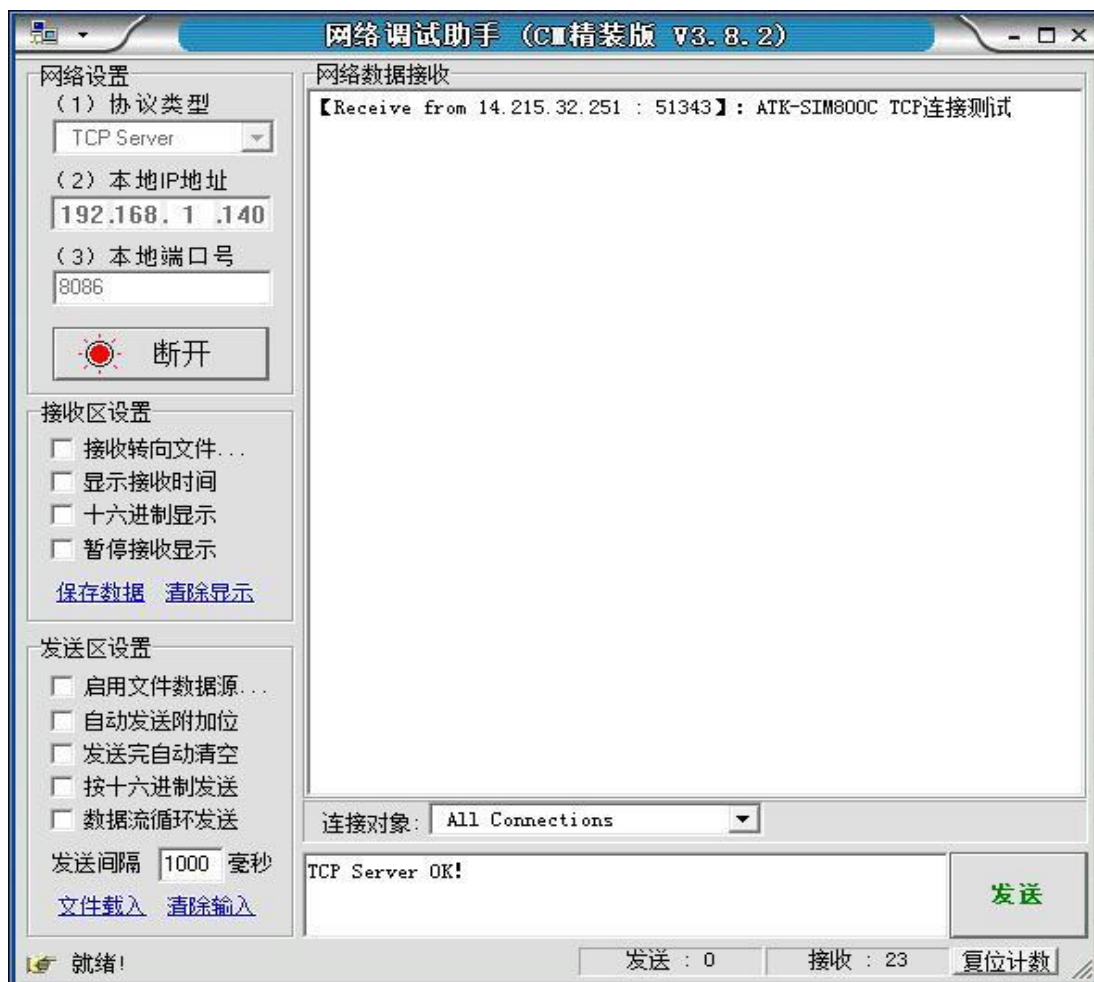 网络调试助手 (CM精装版 V3.8.2)
网络设置
(1) 协议类型
TCP Server
(2) 本地IP地址
192.168. 1 .140
(3) 本地端口号
8086
断开
接收区设置
接收转向文件...
显示接收时间
十六进制显示
暂停接收显示
保存数据 清除显示
发送区设置
启用文件数据源...
自动发送附加位
发送完自动清空
按十六进制发送
数据流循环发送
发送间隔 1000 毫秒
文件载入 清除输入
网络数据接收
【Receive from 14.215.32.251 : 51343】: ATK-SIM800C TCP连接测试
连接对象: All Connections
TCP Server OK!
发送
就绪!
发送 : 0
接收 : 23
复位计数